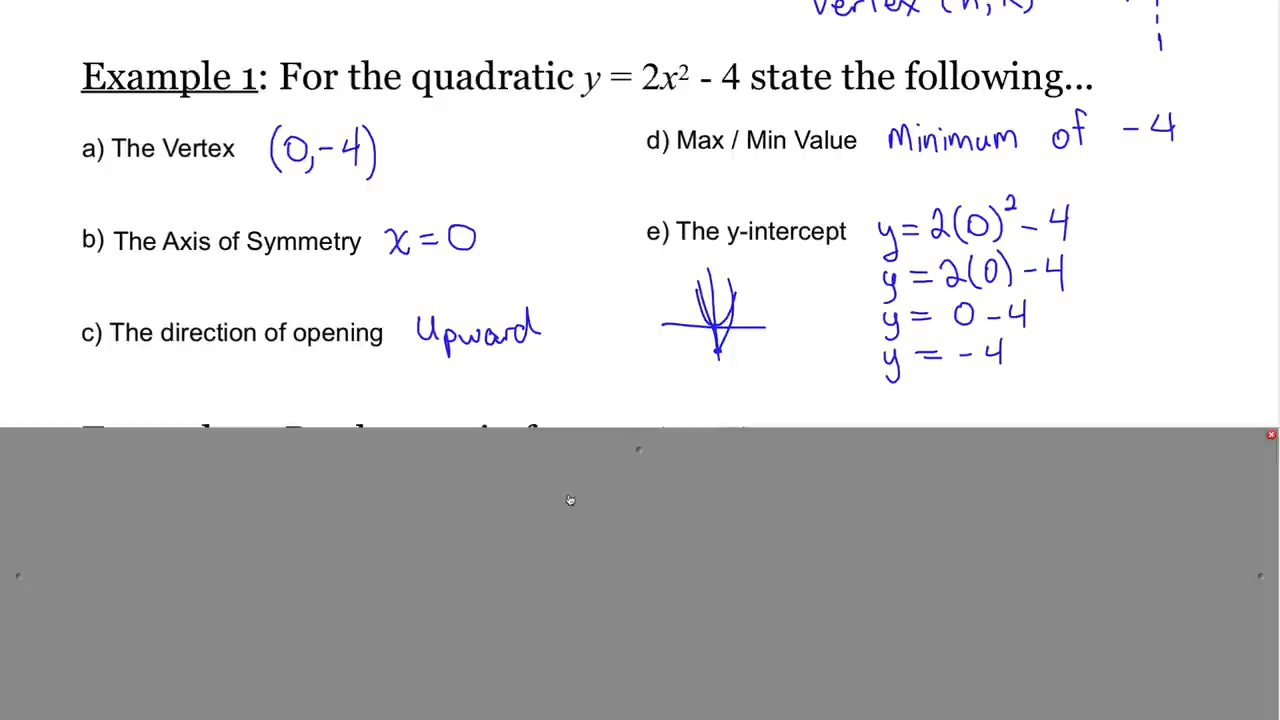 vertex (h, k)
Example 1: For the quadratic y = 2x² - 4 state the following...
a) The Vertex (0, -4)
d) Max / Min Value Minimum of -4
b) The Axis of Symmetry x = 0
e) The y-intercept y = 2(0)² - 4
y = 2(0) - 4
c) The direction of opening Upward
y = 0 - 4
y = -4